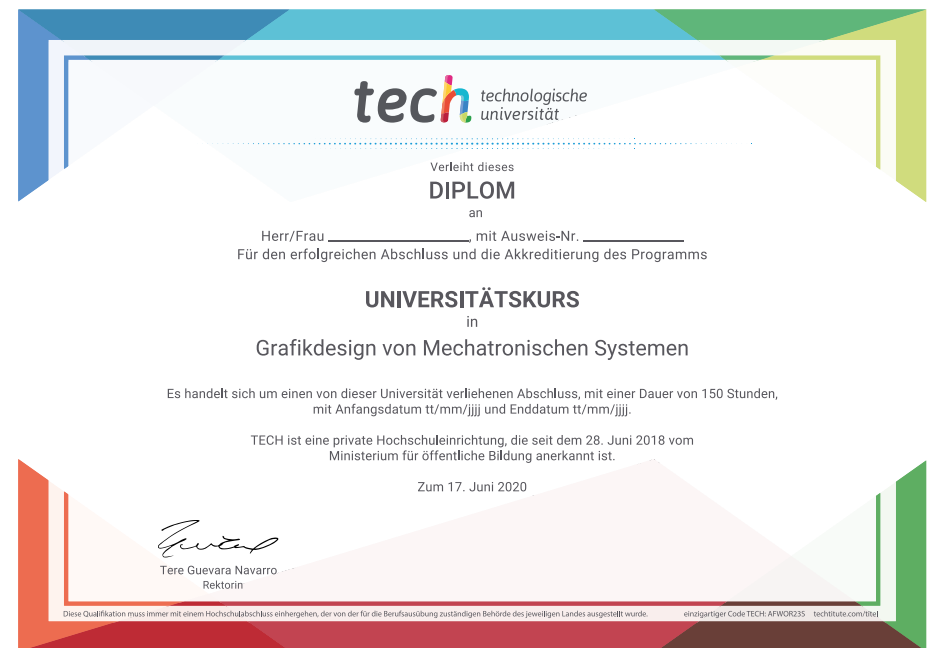 tech technologische
universität
Verleiht dieses
DIPLOM
an
Herr/Frau ____________________, mit Ausweis-Nr. ______________
Für den erfolgreichen Abschluss und die Akkreditierung des Programms
UNIVERSITÄTSKURS
in
Grafikdesign von Mechatronischen Systemen
Es handelt sich um einen von dieser Universität verliehenen Abschluss, mit einer Dauer von 150 Stunden,
mit Anfangsdatum tt/mm/jjjj und Enddatum tt/mm/jjjj.
TECH ist eine private Hochschuleinrichtung, die seit dem 28. Juni 2018 vom
Ministerium für öffentliche Bildung anerkannt ist.
Zum 17. Juni 2020
Tere Guevara Navarro
Rektorin
Diese Qualifikation muss immer mit einem Hochschulabschluss einhergehen, der von der für die Berufsausübung zuständigen Behörde des jeweiligen Landes ausgestellt wurde. einzigartiger Code TECH: AFWOR23S techtitute.com/titel